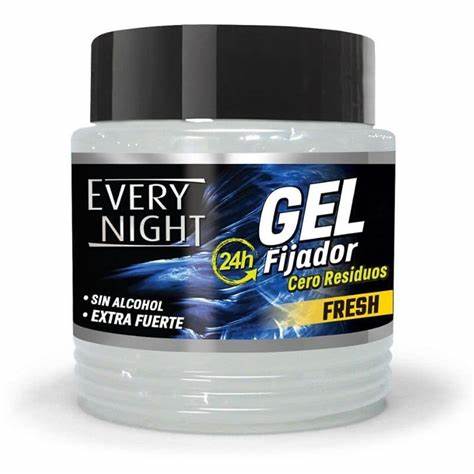 EVERY
NIGHT
GEL
24h
Fijador
Cero Residuos
• SIN ALCOHOL
• EXTRA FUERTE
FRESH